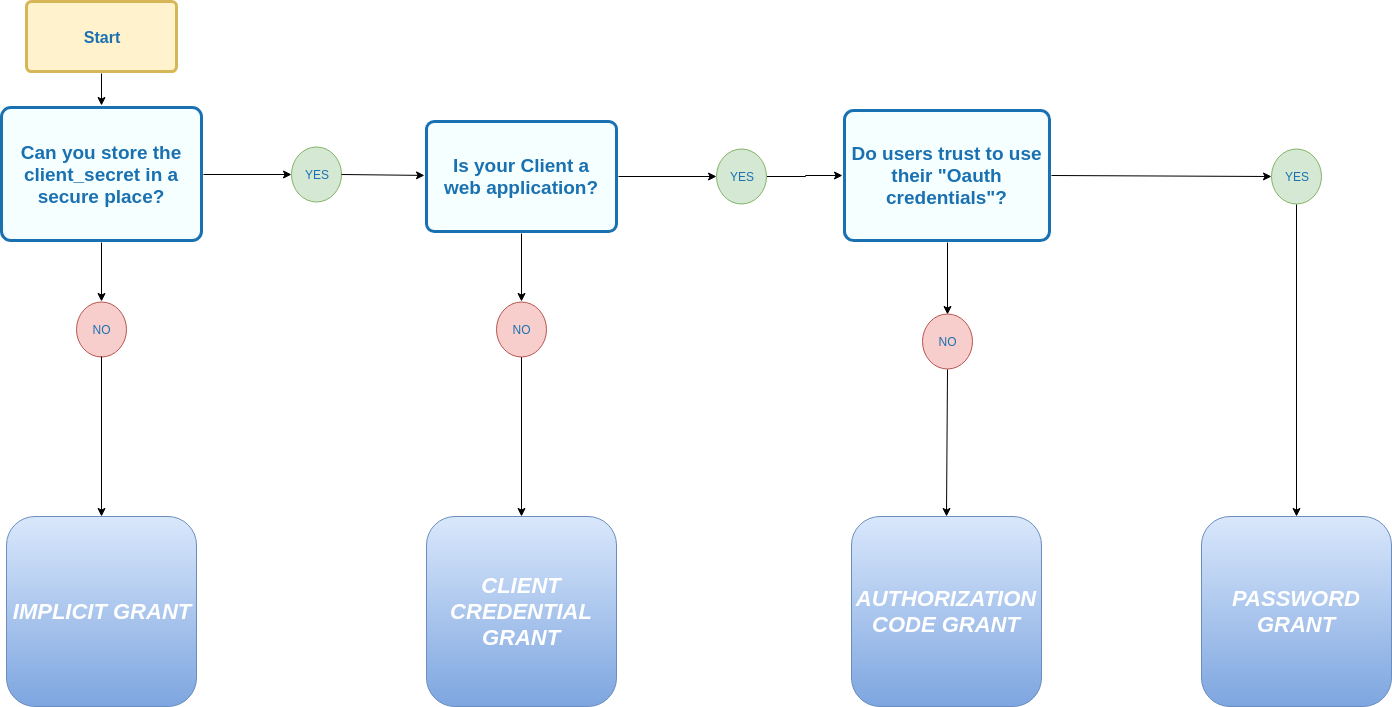 Start
Can you store the
client_secret in a
secure place?
YES
Is your Client a
web application?
YES
Do users trust to use
their "Oauth
credentials"?
YES
NO
NO
NO
IMPLICIT GRANT
CLIENT
CREDENTIAL
GRANT
AUTHORIZATION
CODE GRANT
PASSWORD
GRANT